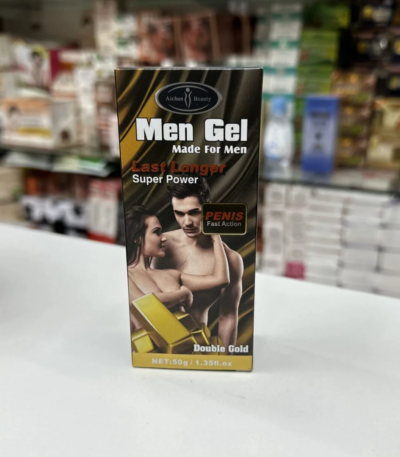 Aichun Beauty
Men Gel
Made For Men
Last Longer
Super Power
PENIS
Fast Action
Double Gold
NET:50g / 1.35fl.oz